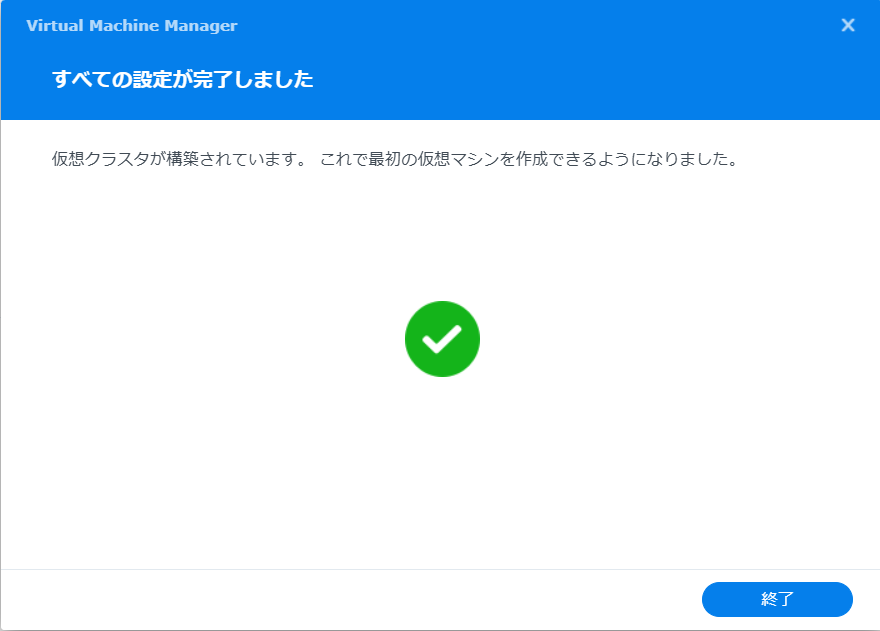 Virtual Machine Manager
すべての設定が完了しました
仮想クラスタが構築されています。 これで最初の仮想マシンを作成できるようになりました。
終了